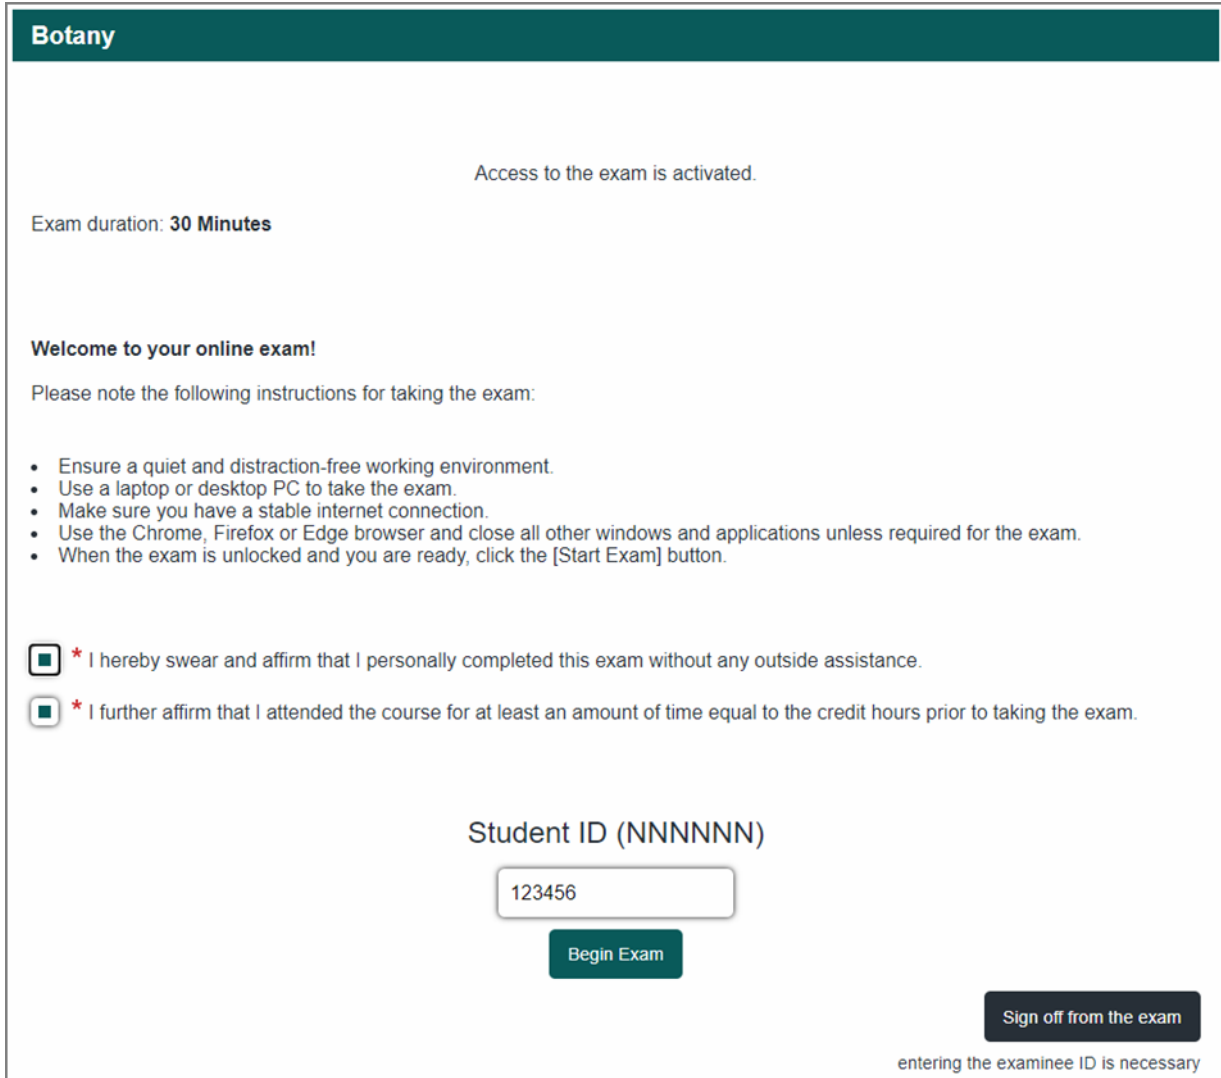 Botany
Access to the exam is activated.
Exam duration: 30 Minutes
Welcome to your online exam!
Please note the following instructions for taking the exam:
• Ensure a quiet and distraction-free working environment.
• Use a laptop or desktop PC to take the exam.
• Make sure you have a stable internet connection.
• Use the Chrome, Firefox or Edge browser and close all other windows and applications unless required for the exam.
• When the exam is unlocked and you are ready, click the [Start Exam] button.
* I hereby swear and affirm that I personally completed this exam without any outside assistance.
* I further affirm that I attended the course for at least an amount of time equal to the credit hours prior to taking the exam.
Student ID (NNNNNN)
123456
Begin Exam
Sign off from the exam
entering the examinee ID is necessary